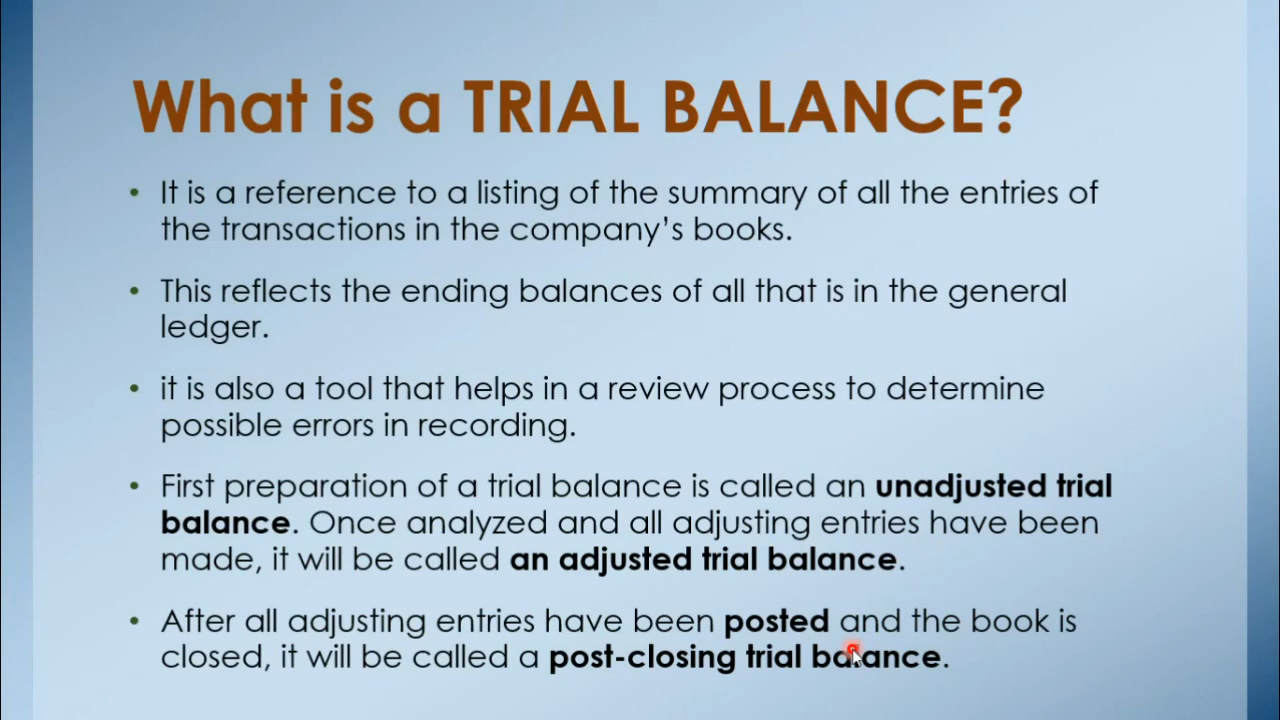 What is a TRIAL BALANCE?
• It is a reference to a listing of the summary of all the entries of
the transactions in the company's books.
• This reflects the ending balances of all that is in the general
ledger.
• it is also a tool that helps in a review process to determine
possible errors in recording.
• First preparation of a trial balance is called an unadjusted trial
balance. Once analyzed and all adjusting entries have been
made, it will be called an adjusted trial balance.
• After all adjusting entries have been posted and the book is
closed, it will be called a post-closing trial balance.